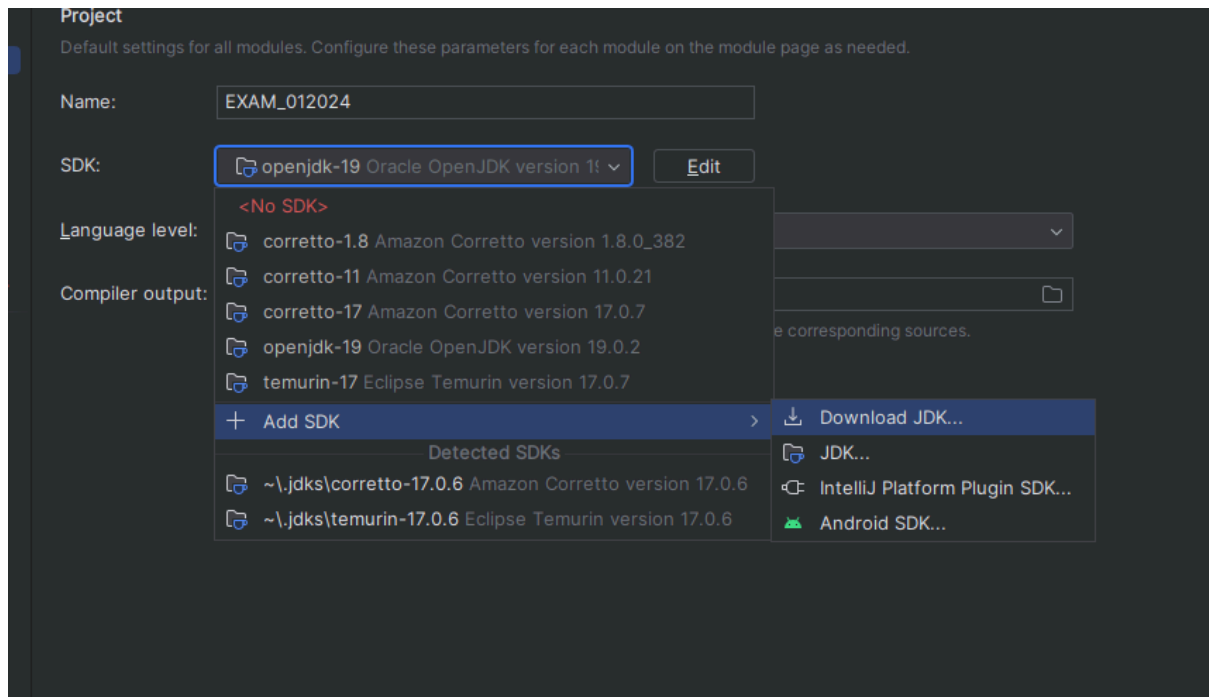 Project
Default settings for all modules. Configure these parameters for each module on the module page as needed.
Name: EXAM_012024
SDK: openjdk-19 Oracle OpenJDK version 19 Edit
<No SDK>
Language level:
corretto-1.8 Amazon Corretto version 1.8.0_382
corretto-11 Amazon Corretto version 11.0.21
Compiler output:
corretto-17 Amazon Corretto version 17.0.7
e corresponding sources.
openjdk-19 Oracle OpenJDK version 19.0.2
temurin-17 Eclipse Temurin version 17.0.7
Add SDK
Download JDK...
Detected SDKs
JDK...
~\.jdks\corretto-17.0.6 Amazon Corretto version 17.0.6
IntelliJ Platform Plugin SDK...
~\.jdks\temurin-17.0.6 Eclipse Temurin version 17.0.6
Android SDK...